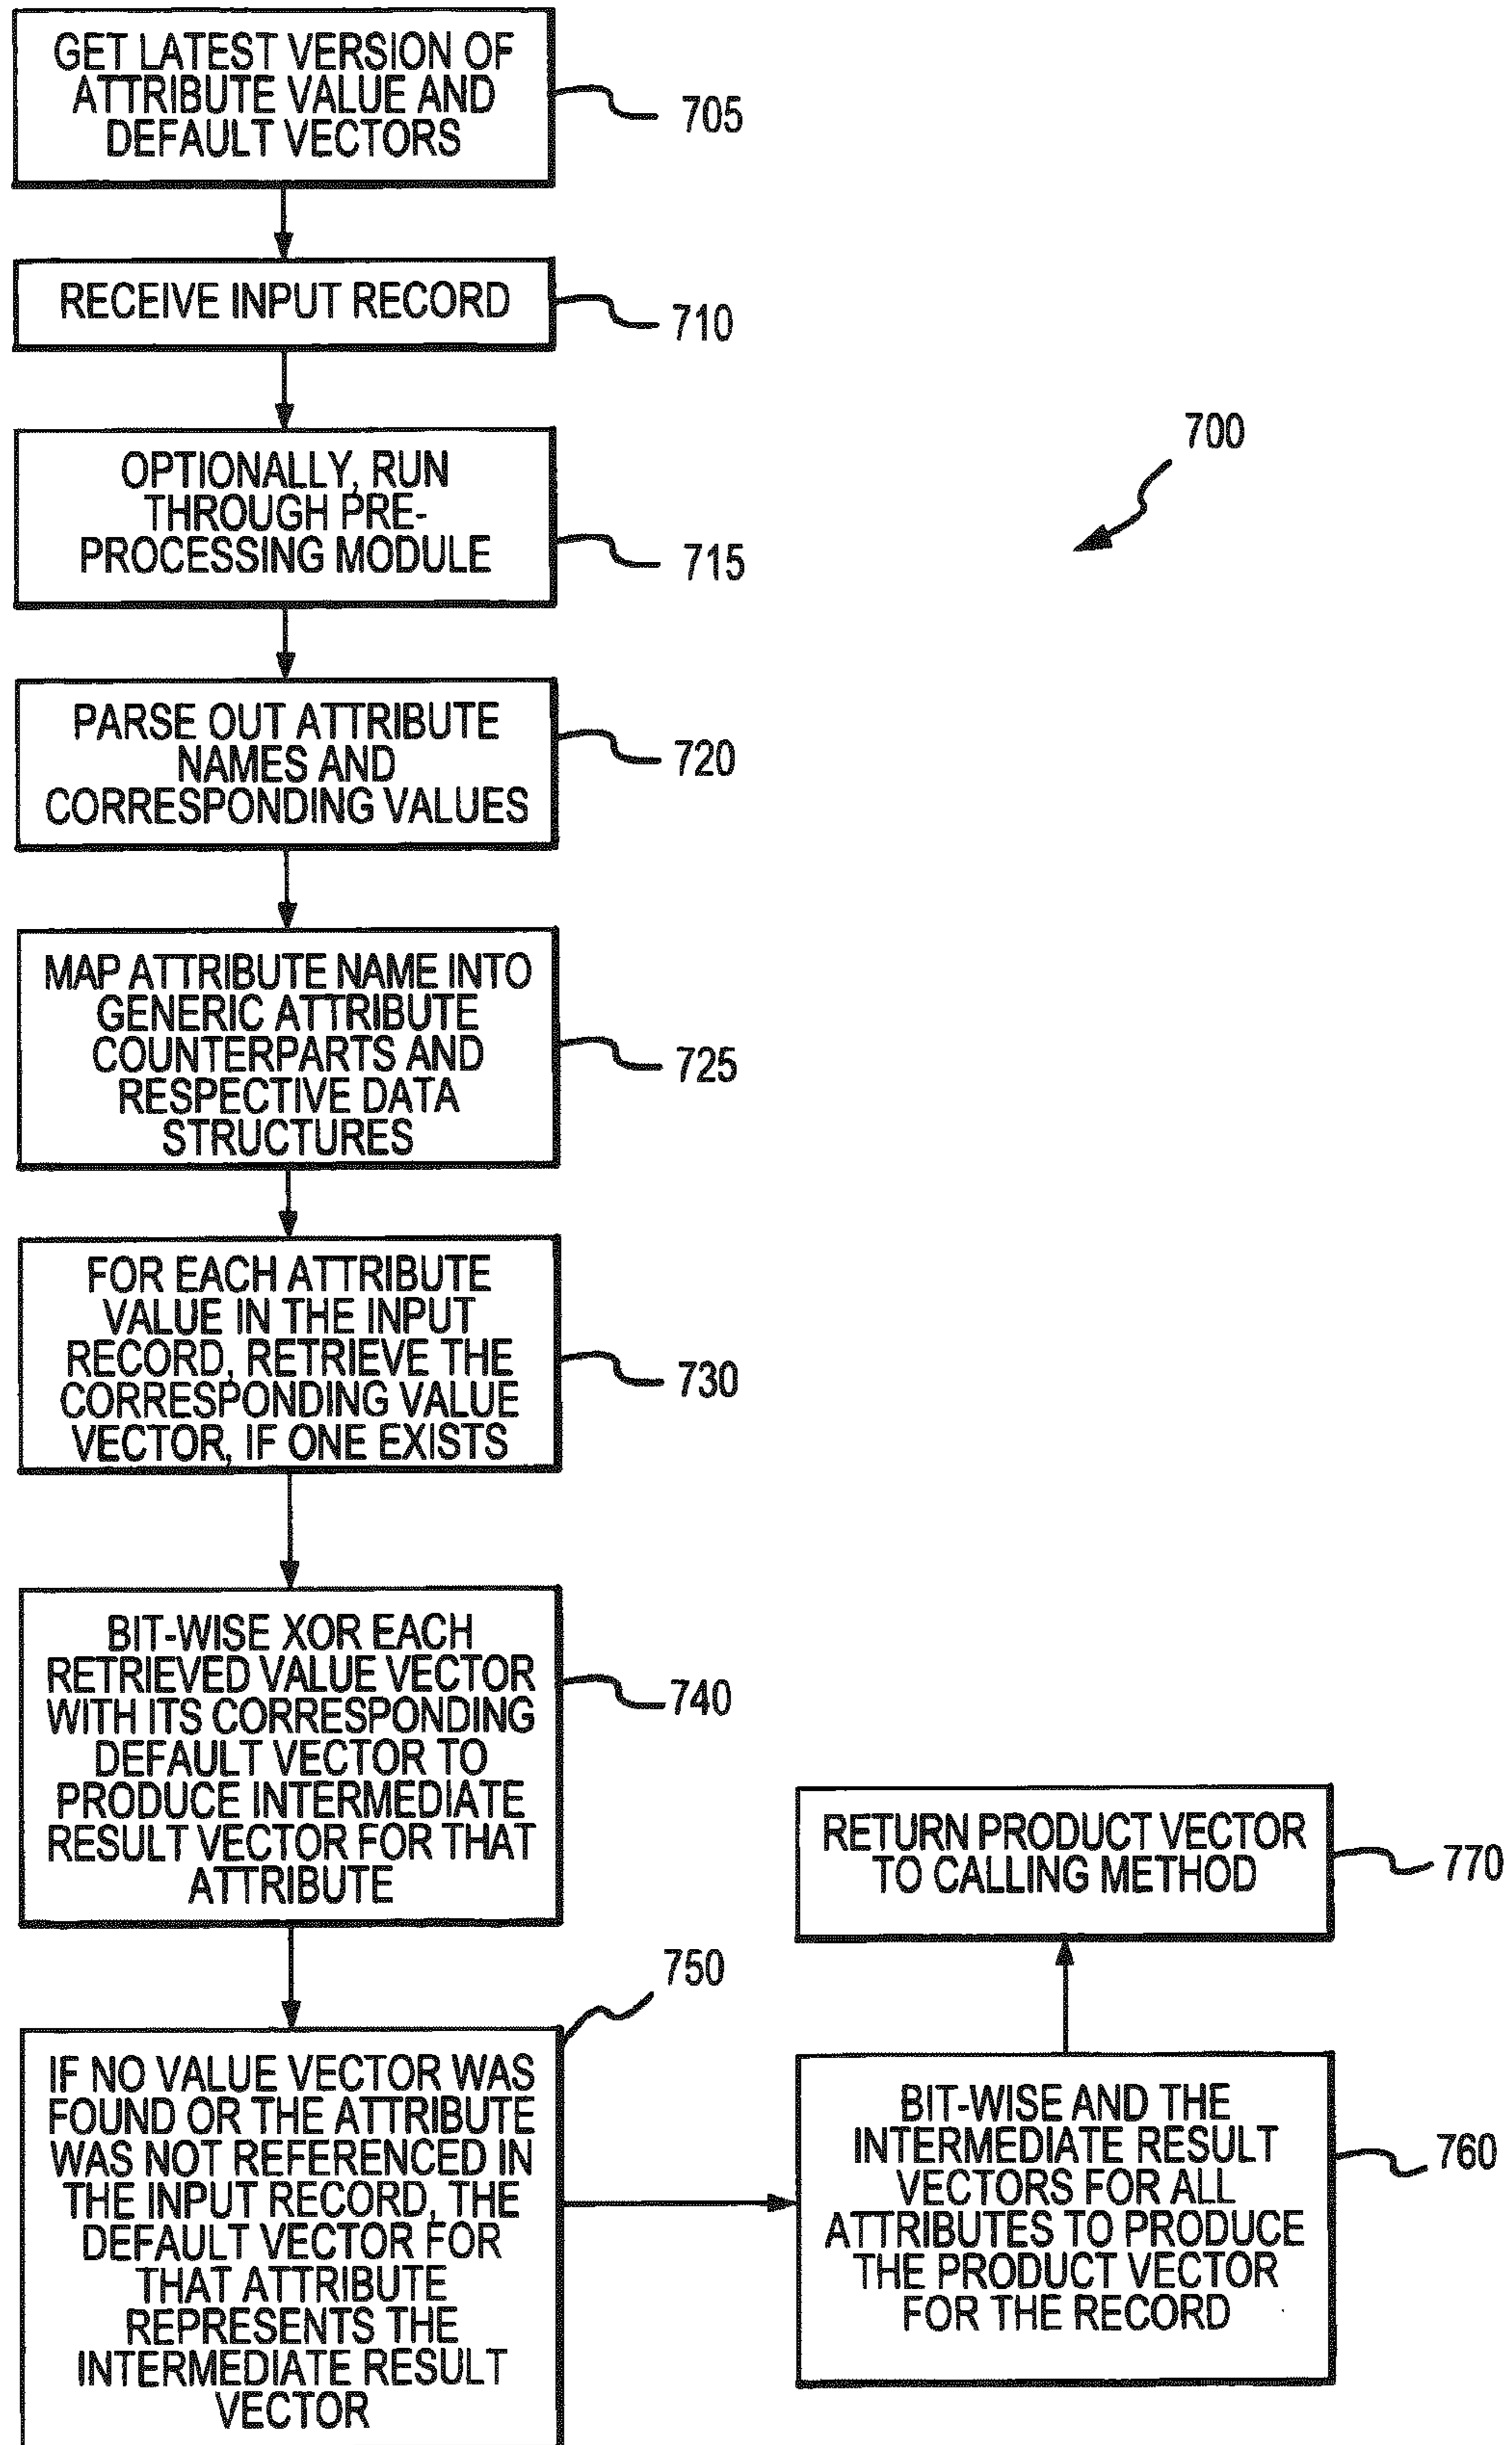 GET LATEST VERSION OF
ATTRIBUTE VALUE AND
DEFAULT VECTORS
705
RECEIVE INPUT RECORD
710
OPTIONALLY, RUN
THROUGH PRE-
PROCESSING MODULE
715
700
PARSE OUT ATTRIBUTE
NAMES AND
CORRESPONDING VALUES
720
MAP ATTRIBUTE NAME INTO
GENERIC ATTRIBUTE
COUNTERPARTS AND
RESPECTIVE DATA
STRUCTURES
725
FOR EACH ATTRIBUTE
VALUE IN THE INPUT
RECORD, RETRIEVE THE
CORRESPONDING VALUE
VECTOR, IF ONE EXISTS
730
BIT-WISE XOR EACH
RETRIEVED VALUE VECTOR
WITH ITS CORRESPONDING
DEFAULT VECTOR TO
PRODUCE INTERMEDIATE
RESULT VECTOR FOR THAT
ATTRIBUTE
740
IF NO VALUE VECTOR WAS
FOUND OR THE ATTRIBUTE
WAS NOT REFERENCED IN
THE INPUT RECORD, THE
DEFAULT VECTOR FOR
THAT ATTRIBUTE
REPRESENTS THE
INTERMEDIATE RESULT
VECTOR
750
BIT-WISE AND THE
INTERMEDIATE RESULT
VECTORS FOR ALL
ATTRIBUTES TO PRODUCE
THE PRODUCT VECTOR
FOR THE RECORD
760
RETURN PRODUCT VECTOR
TO CALLING METHOD
770